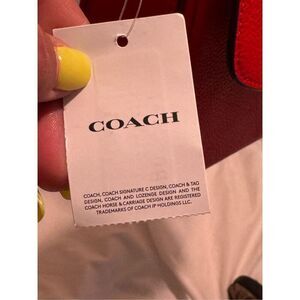 COACH
COACH, COACH SIGNATURE C DESIGN, COACH & TAG
DESIGN, COACH AND LOZENGE DESIGN AND THE
COACH HORSE & CARRIAGE DESIGN ARE REGISTERED
TRADEMARKS OF COACH IP HOLDINGS LLC.